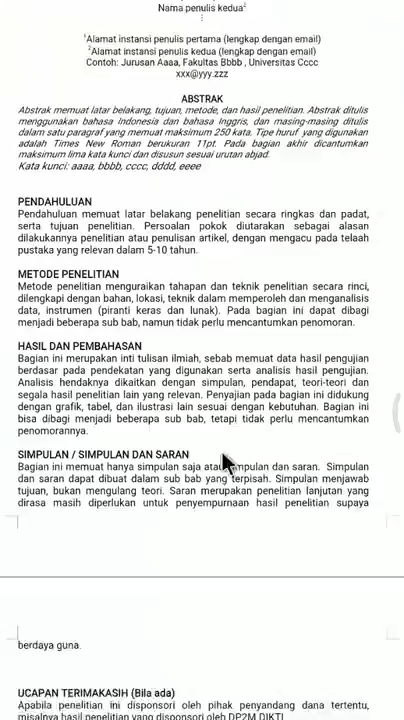 Nama penulis kedua²
⋮
¹Alamat instansi penulis pertama (lengkap dengan email)
²Alamat instansi penulis kedua (lengkap dengan email)
Contoh: Jurusan Aaaa, Fakultas Bbbb , Universitas Cccc
xxx@yyy.zzz
ABSTRAK
Abstrak memuat latar belakang, tujuan, metode, dan hasil penelitian. Abstrak ditulis
menggunakan bahasa Indonesia dan bahasa Inggris, dan masing-masing ditulis
dalam satu paragraf yang memuat maksimum 250 kata. Tipe huruf yang digunakan
adalah Times New Roman berukuran 11pt. Pada bagian akhir dicantumkan
maksimum lima kata kunci dan disusun sesuai urutan abjad.
Kata kunci: aaaa, bbbb, cccc, dddd, eeee
PENDAHULUAN
Pendahuluan memuat latar belakang penelitian secara ringkas dan padat,
serta tujuan penelitian. Persoalan pokok diutarakan sebagai alasan
dilakukannya penelitian atau penulisan artikel, dengan mengacu pada telaah
pustaka yang relevan dalam 5-10 tahun.
METODE PENELITIAN
Metode penelitian menguraikan tahapan dan teknik penelitian secara rinci,
dilengkapi dengan bahan, lokasi, teknik dalam memperoleh dan menganalisis
data, instrumen (piranti keras dan lunak). Pada bagian ini dapat dibagi
menjadi beberapa sub bab, namun tidak perlu mencantumkan penomoran.
HASIL DAN PEMBAHASAN
Bagian ini merupakan inti tulisan ilmiah, sebab memuat data hasil pengujian
berdasar pada pendekatan yang digunakan serta analisis hasil pengujian.
Analisis hendaknya dikaitkan dengan simpulan, pendapat, teori-teori dan
segala hasil penelitian lain yang relevan. Penyajian pada bagian ini didukung
dengan grafik, tabel, dan ilustrasi lain sesuai dengan kebutuhan. Bagian ini
bisa dibagi menjadi beberapa sub bab, tetapi tidak perlu mencantumkan
penomorannya.
SIMPULAN / SIMPULAN DAN SARAN
Bagian ini memuat hanya simpulan saja atau simpulan dan saran. Simpulan
dan saran dapat dibuat dalam sub bab yang terpisah. Simpulan menjawab
tujuan, bukan mengulang teori. Saran merupakan penelitian lanjutan yang
dirasa masih diperlukan untuk penyempurnaan hasil penelitian supaya
berdaya guna.
UCAPAN TERIMAKASIH (Bila ada)
Apabila penelitian ini disponsori oleh pihak penyandang dana tertentu,
misalnya hasil penelitian yang disponsori oleh DP2M DIKTI